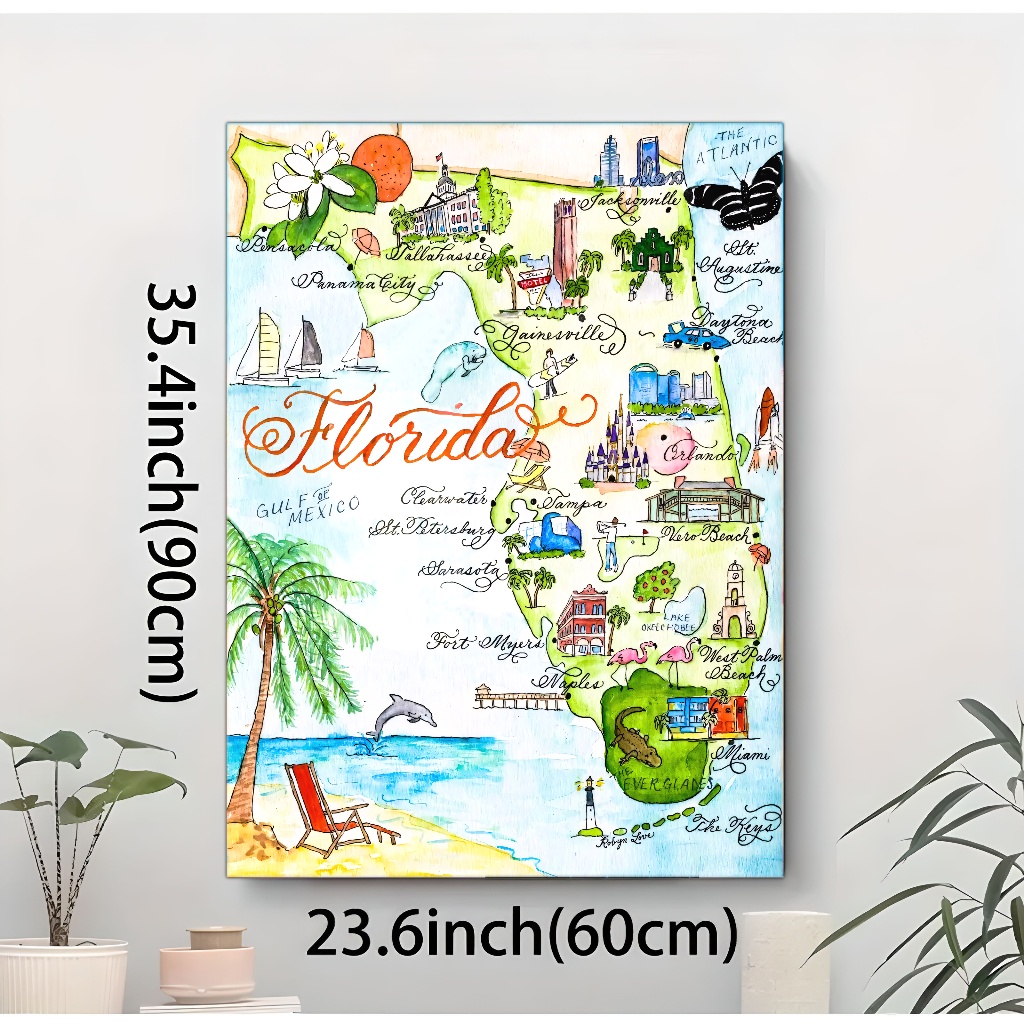 THE
ATLANTIC
Jacksonville
Pensacola
Tallahassee
St.
Augustine
Panama City
MOTEL
Gainesville
Daytona
Beach
Florida
Orlando
GULF OF
MEXICO
Clearwater
Tampa
St. Petersburg
Vero Beach
Sarasota
LAKE
OKEECHOBEE
Fort Myers
West Palm
Beach
Naples
Miami
THE
EVERGLADES
The Keys
Robyn Love
35.4inch(90cm)
23.6inch(60cm)